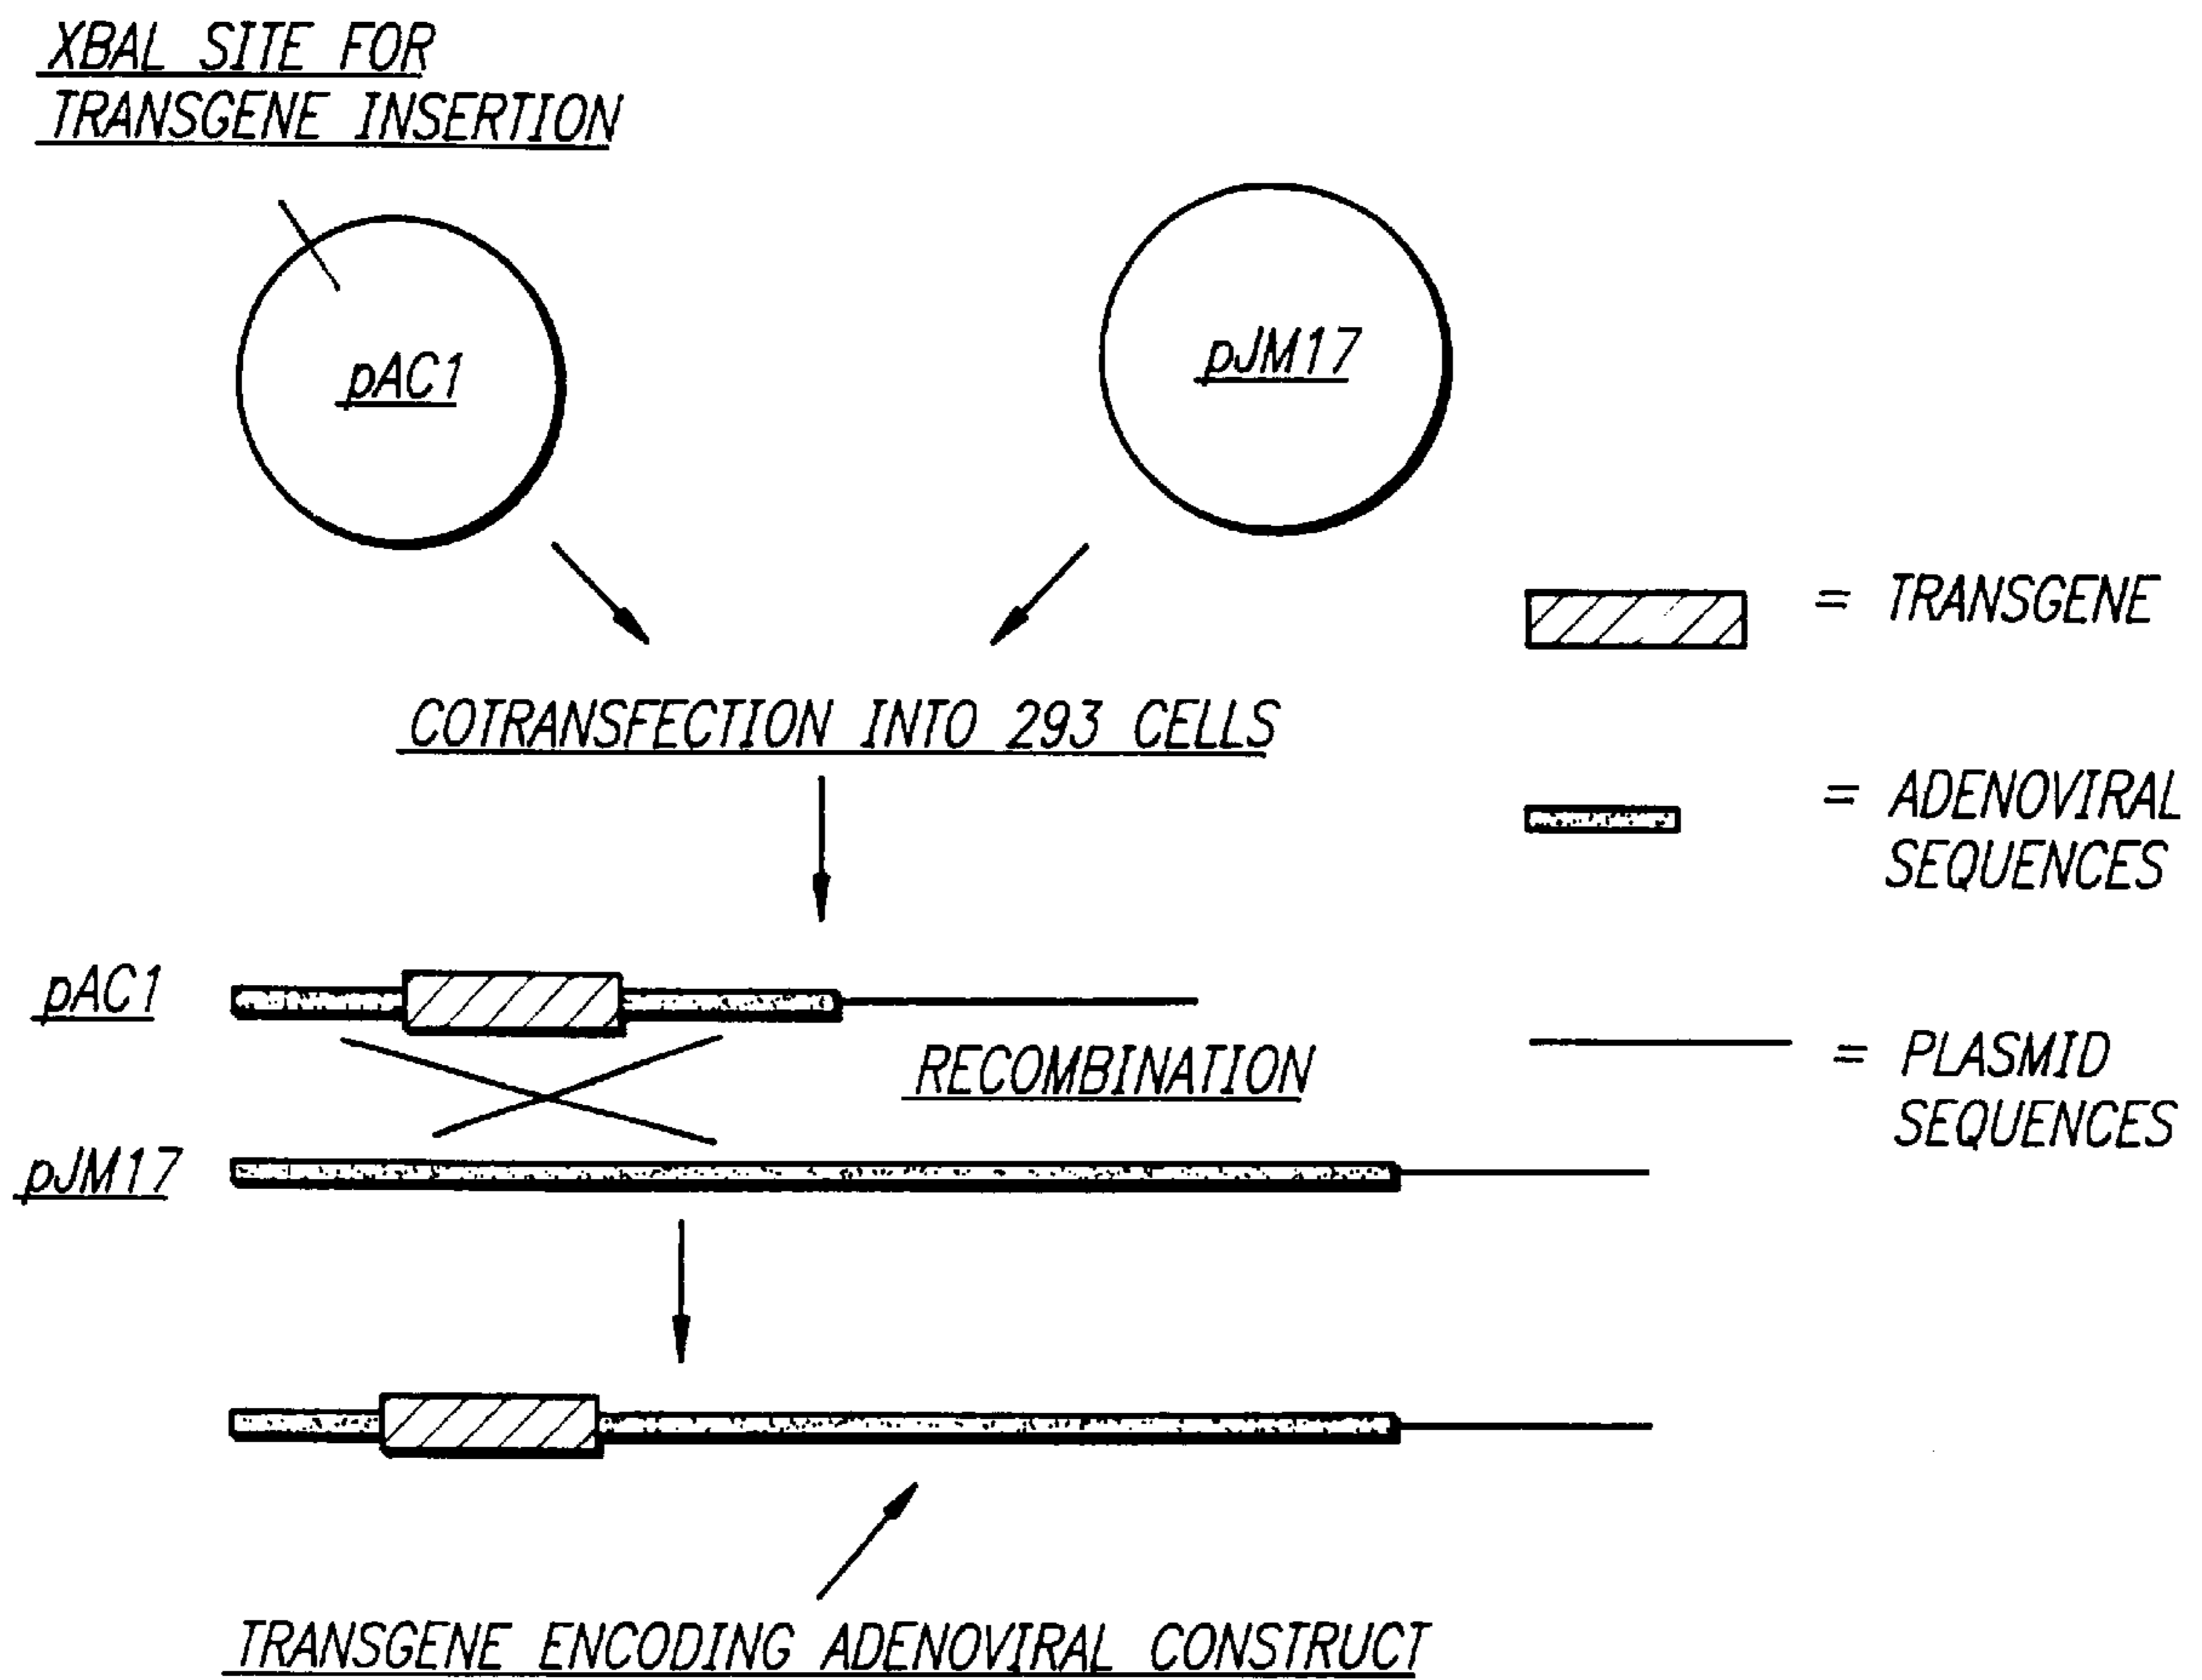 XBAL SITE FOR
TRANSGENE INSERTION
pAC1
pJM17
= TRANSGENE
COTRANSFECTION INTO 293 CELLS
= ADENOVIRAL
SEQUENCES
pAC1
RECOMBINATION
= PLASMID
SEQUENCES
pJM17
TRANSGENE ENCODING ADENOVIRAL CONSTRUCT